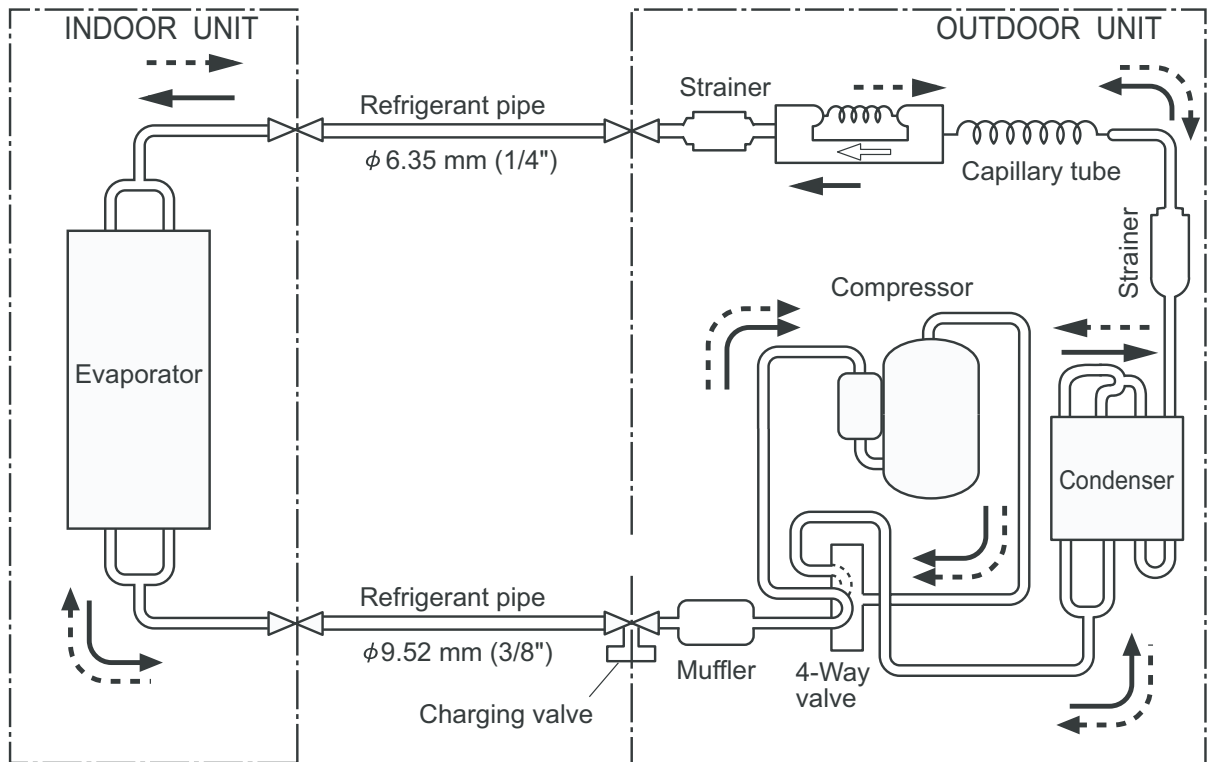 INDOOR UNIT
OUTDOOR UNIT
Refrigerant pipe
ϕ6.35 mm (1/4")
Strainer
Capillary tube
Strainer
Compressor
Evaporator
Condenser
Refrigerant pipe
ϕ9.52 mm (3/8")
Muffler
4-Way
valve
Charging valve